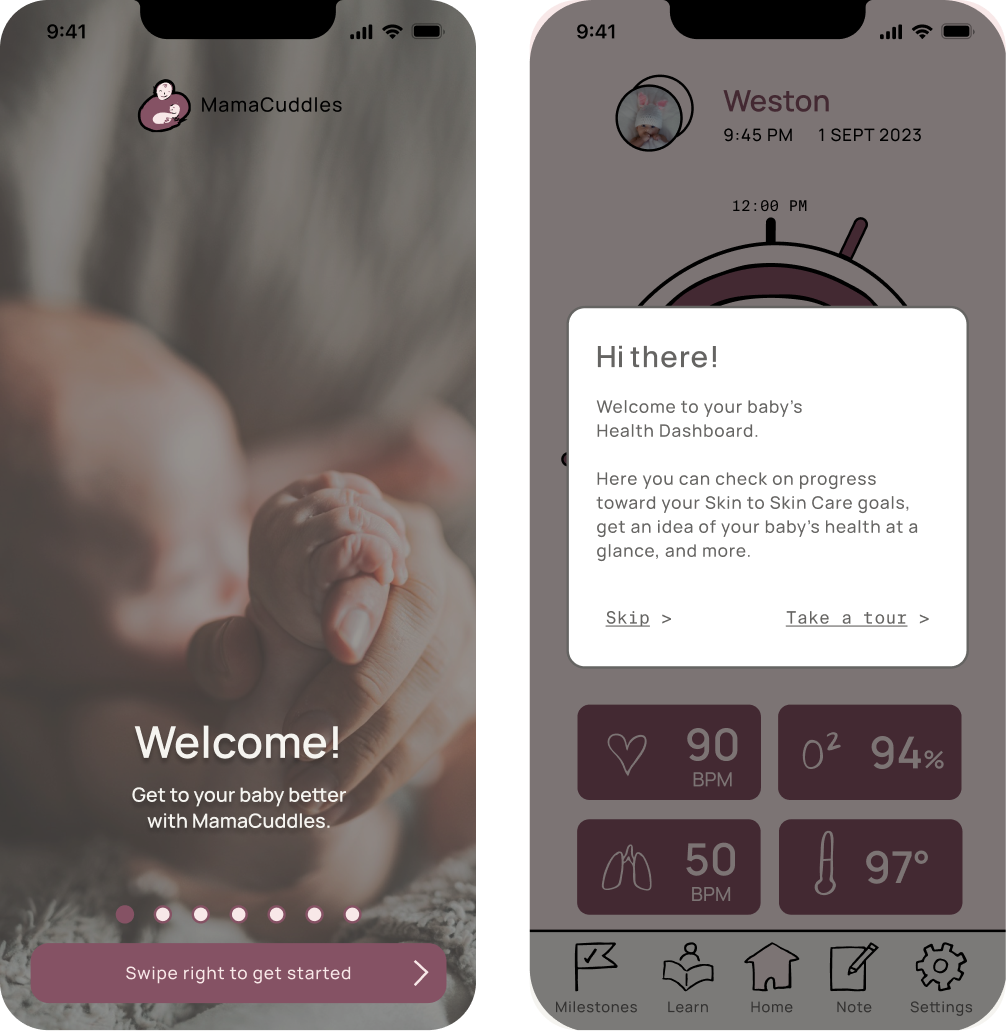 9:41
MamaCuddles
Welcome!
Get to your baby better
with MamaCuddles.
Swipe right to get started
9:41
Weston
9:45 PM 1 SEPT 2023
12:00 PM
Hi there!
Welcome to your baby's
Health Dashboard.
Here you can check on progress
toward your Skin to Skin Care goals,
get an idea of your baby's health at a
glance, and more.
Skip > Take a tour >
90
BPM
O² 94%
50
BPM
97°
Milestones Learn Home Note Settings